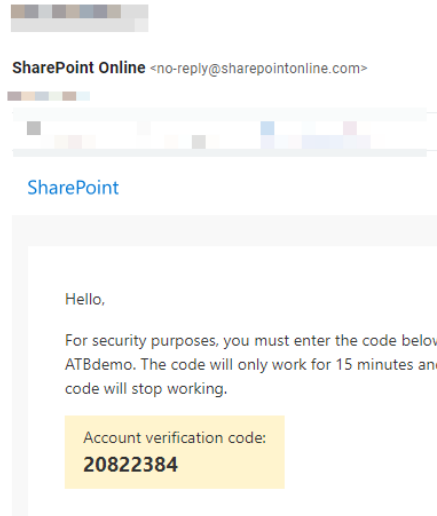 SharePoint Online <no-reply@sharepointonline.com>
SharePoint
Hello,
For security purposes, you must enter the code below
ATBdemo. The code will only work for 15 minutes and
code will stop working.
Account verification code:
20822384